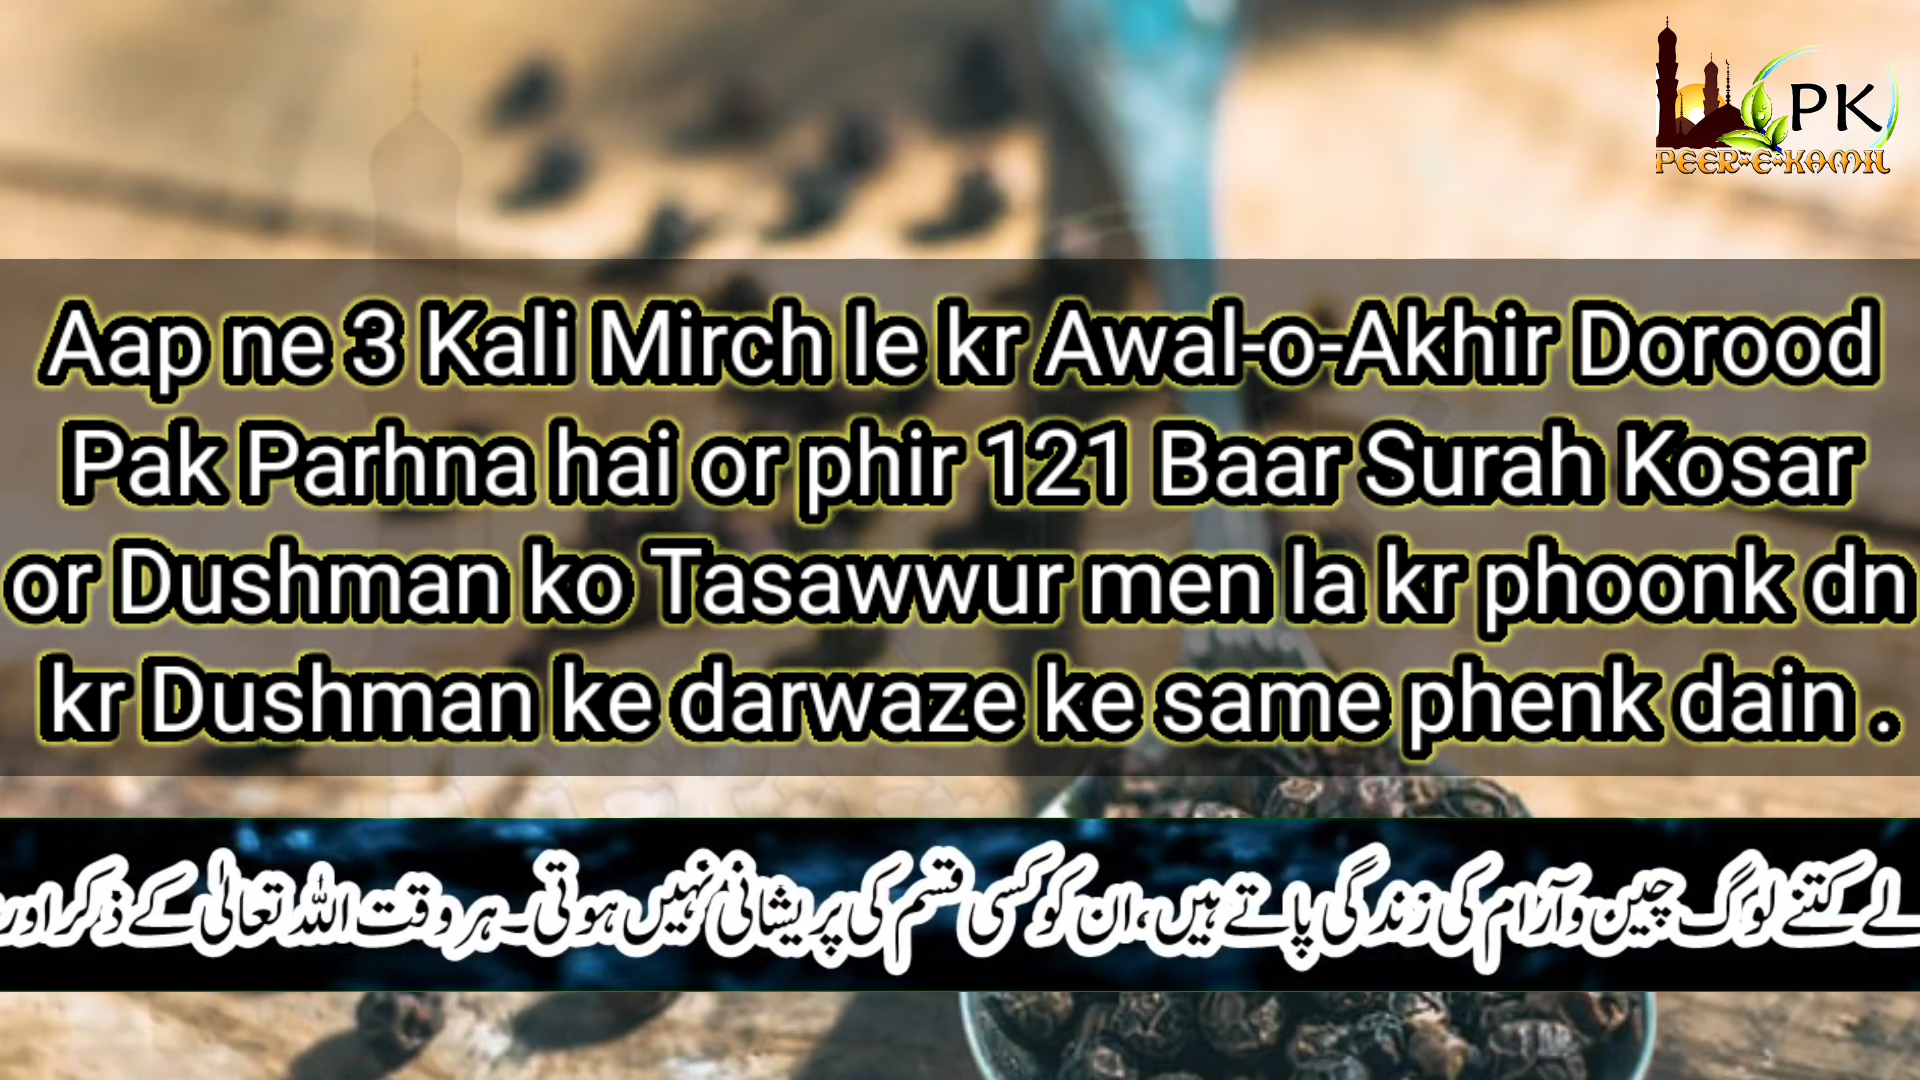 PK
PEER-E-KAMIL
Aap ne 3 Kali Mirch le kr Awal-o-Akhir Dorood
Pak Parhna hai or phir 121 Baar Surah Kosar
or Dushman ko Tasawwur men la kr phoonk dn
kr Dushman ke darwaze ke same phenk dain .
لے کتنے لوگ چین و آرام کی زندگی پاتے ہیں، ان کو کسی قسم کی پریشانی نہیں ہوتی۔ ہر وقت اللہ تعالٰی کے ذکر اور